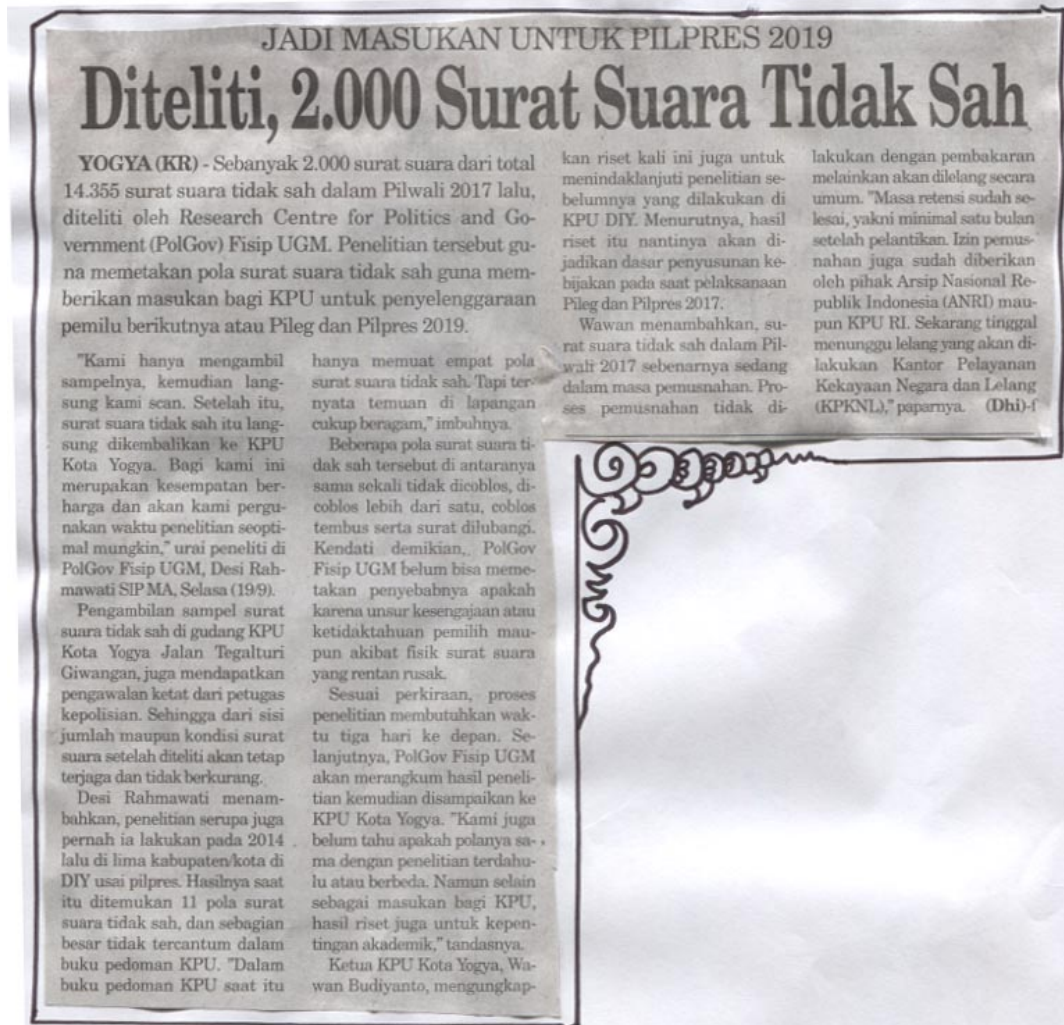 JADI MASUKAN UNTUK PILPRES 2019
Diteliti, 2.000 Surat Suara Tidak Sah
YOGYA (KR) - Sebanyak 2.000 surat suara dari total
14.355 surat suara tidak sah dalam Pilwali 2017 lalu,
diteliti oleh Research Centre for Politics and Go-
vernment (PolGov) Fisip UGM. Penelitian tersebut gu-
na memetakan pola surat suara tidak sah guna mem-
berikan masukan bagi KPU untuk penyelenggaraan
pemilu berikutnya atau Pileg dan Pilpres 2019.
"Kami hanya mengambil
sampelnya, kemudian lang-
sung kami scan. Setelah itu,
surat suara tidak sah itu lang-
sung dikembalikan ke KPU
Kota Yogya. Bagi kami ini
merupakan kesempatan ber-
harga dan akan kami pergu-
nakan waktu penelitian seopti-
mal mungkin," urai peneliti di
PolGov Fisip UGM, Desi Rah-
mawati SIP MA, Selasa (19/9).
Pengambilan sampel surat
suara tidak sah di gudang KPU
Kota Yogya Jalan Tegalturi
Giwangan, juga mendapatkan
pengawalan ketat dari petugas
kepolisian. Sehingga dari sisi
jumlah maupun kondisi surat
suara setelah diteliti akan tetap
terjaga dan tidak berkurang.
Desi Rahmawati menam-
bahkan, penelitian serupa juga
pernah ia lakukan pada 2014
lalu di lima kabupaten/kota di
DIY usai pilpres. Hasilnya saat
itu ditemukan 11 pola surat
suara tidak sah, dan sebagian
besar tidak tercantum dalam
buku pedoman KPU. "Dalam
buku pedoman KPU saat itu
hanya memuat empat pola
surat suara tidak sah. Tapi ter-
nyata temuan di lapangan
cukup beragam," imbuhnya.
Beberapa pola surat suara ti-
dak sah tersebut di antaranya
sama sekali tidak dicoblos, di-
coblos lebih dari satu, coblos
tembus serta surat dilubangi.
Kendati demikian, PolGov
Fisip UGM belum bisa meme-
takan penyebabnya apakah
karena unsur kesengajaan atau
ketidaktahuan pemilih mau-
pun akibat fisik surat suara
yang rentan rusak.
Sesuai perkiraan, proses
penelitian membutuhkan wak-
tu tiga hari ke depan. Se-
lanjutnya, PolGov Fisip UGM
akan merangkum hasil peneli-
tian kemudian disampaikan ke
KPU Kota Yogya. "Kami juga
belum tahu apakah polanya sa-
ma dengan penelitian terdahu-
lu atau berbeda. Namun selain
sebagai masukan bagi KPU,
hasil riset juga untuk kepen-
tingan akademik," tandasnya.
Ketua KPU Kota Yogya, Wa-
wan Budiyanto, mengungkap-
kan riset kali ini juga untuk
menindaklanjuti penelitian se-
belumnya yang dilakukan di
KPU DIY. Menurutnya, hasil
riset itu nantinya akan di-
jadikan dasar penyusunan ke-
bijakan pada saat pelaksanaan
Pileg dan Pilpres 2017.
Wawan menambahkan, su-
rat suara tidak sah dalam Pil-
wali 2017 sebenarnya sedang
dalam masa pemusnahan. Pro-
ses pemusnahan tidak di-
lakukan dengan pembakaran
melainkan akan dilelang secara
umum. "Masa retensi sudah se-
lesai, yakni minimal satu bulan
setelah pelantikan. Izin pemus-
nahan juga sudah diberikan
oleh pihak Arsip Nasional Re-
publik Indonesia (ANRI) mau-
pun KPU RI. Sekarang tinggal
menunggu lelang yang akan di-
lakukan Kantor Pelayanan
Kekayaan Negara dan Lelang
(KPKNL)," paparnya. (Dhi)-f